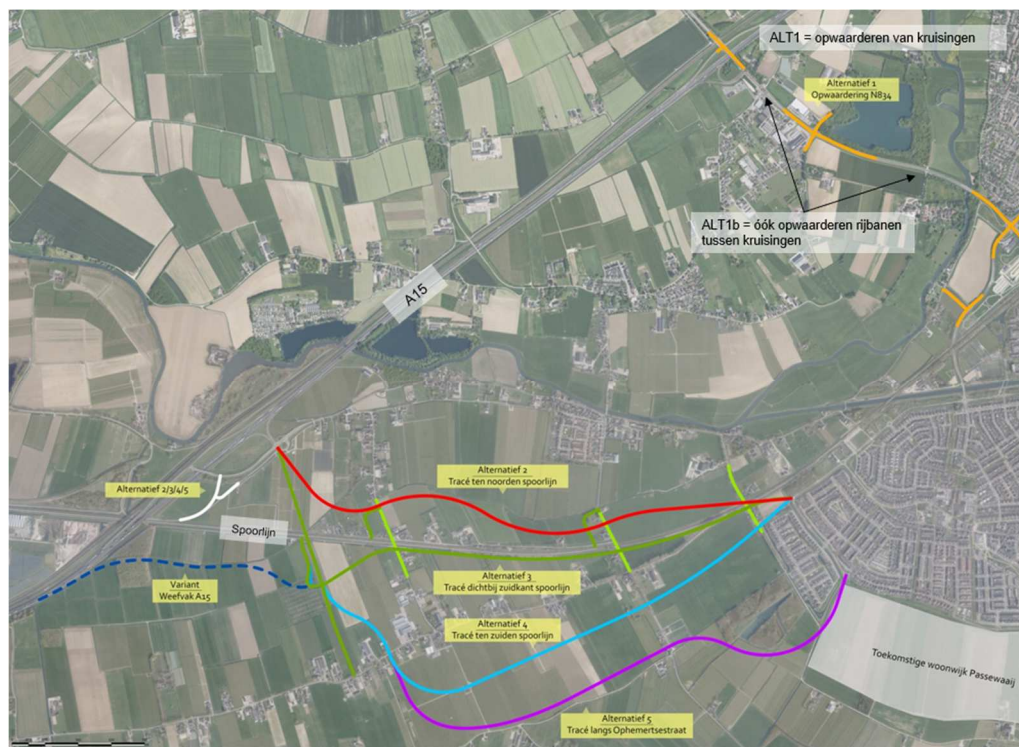 ALT1 = opwaarderen van kruisingen
Alternatief 1
Opwaardering N834
ALT1b = óók opwaarderen rijbanen
tussen kruisingen
A15
Alternatief 2
Tracé ten noorden spoorlijn
Alternatief 2/3/4/5
Spoorlijn
Variant
Weefvak A15
Alternatief 3
Tracé dichtbij zuidkant spoorlijn
Alternatief 4
Tracé ten zuiden spoorlijn
Toekomstige woonwijk Passewaaij
Alternatief 5
Tracé langs Ophemertsestraat